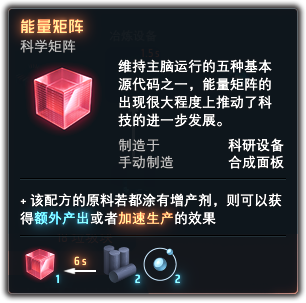 能量矩阵
科学矩阵
维持主脑运行的五种基本
源代码之一，能量矩阵的
出现很大程度上推动了科
技的进一步发展。
制造于 科研设备
手动制造 合成面板
+ 该配方的原料若都涂有增产剂，则可以获
得额外产出或者加速生产的效果
6 s
1 2 2